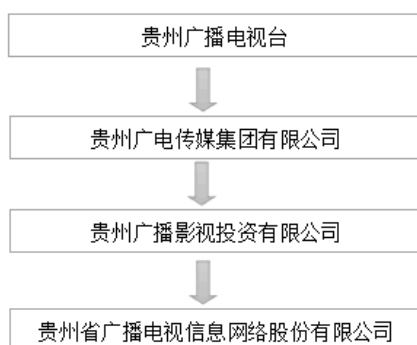 贵州广播电视台
贵州广电传媒集团有限公司
贵州广播影视投资有限公司
贵州省广播电视信息网络股份有限公司